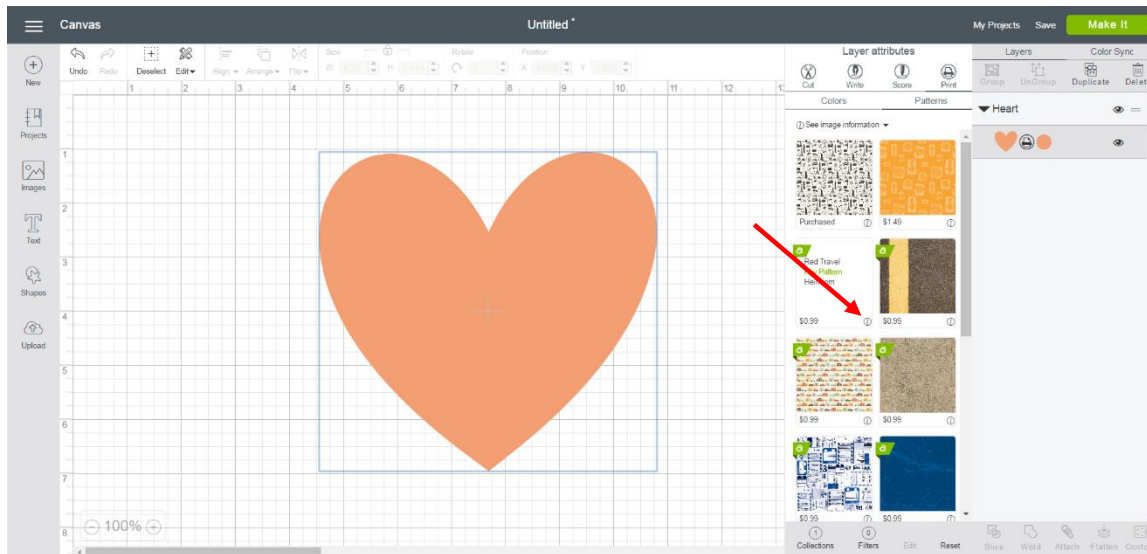 Canvas
Untitled *
My Projects Save Make It
New
Projects
Images
Text
Shapes
Upload
Undo Redo Deselect Edit▾ Align ▾ Arrange ▾ Flip ▾
Size Rotate Position
W H X Y
1 2 3 4 5 6 7 8 9 10 11 12
1
2
3
4
5
6
7
8
100%
Layer attributes
Cut Write Score Print
Colors Patterns
See image information ▾
Purchased $1.49
Red Travel
Buy Pattern
Heirloom
$0.99 $0.99
$0.99 $0.99
$0.99 $0.99
1 0
Collections Filters Edit Reset
Layers Color Sync
Group UnGroup Duplicate
Heart
Slice Weld Attach Flatten